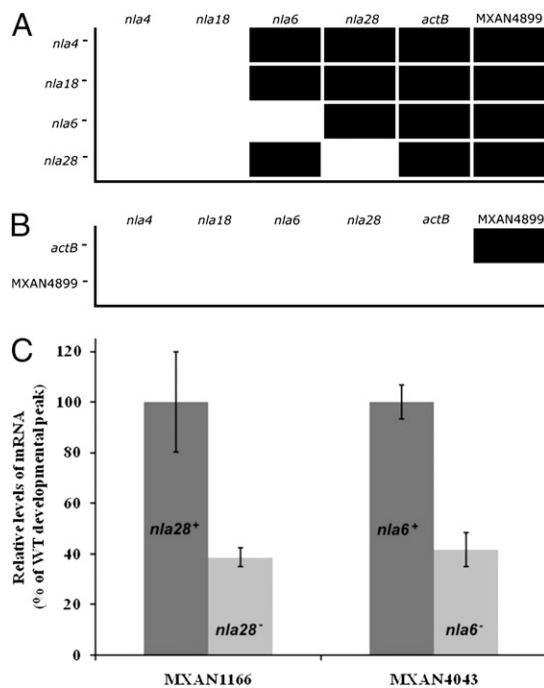 A
nla4 nla18 nla6 nla28 actB MXAN4899
nla4 -
nla18 -
nla6 -
nla28 -
B
nla4 nla18 nla6 nla28 actB MXAN4899
actB -
MXAN4899 -
C
Relative levels of mRNA
(% of WT developmental peak)
120
100
80
60
40
20
0
nla28+
nla28-
nla6+
nla6-
MXAN1166 MXAN4043